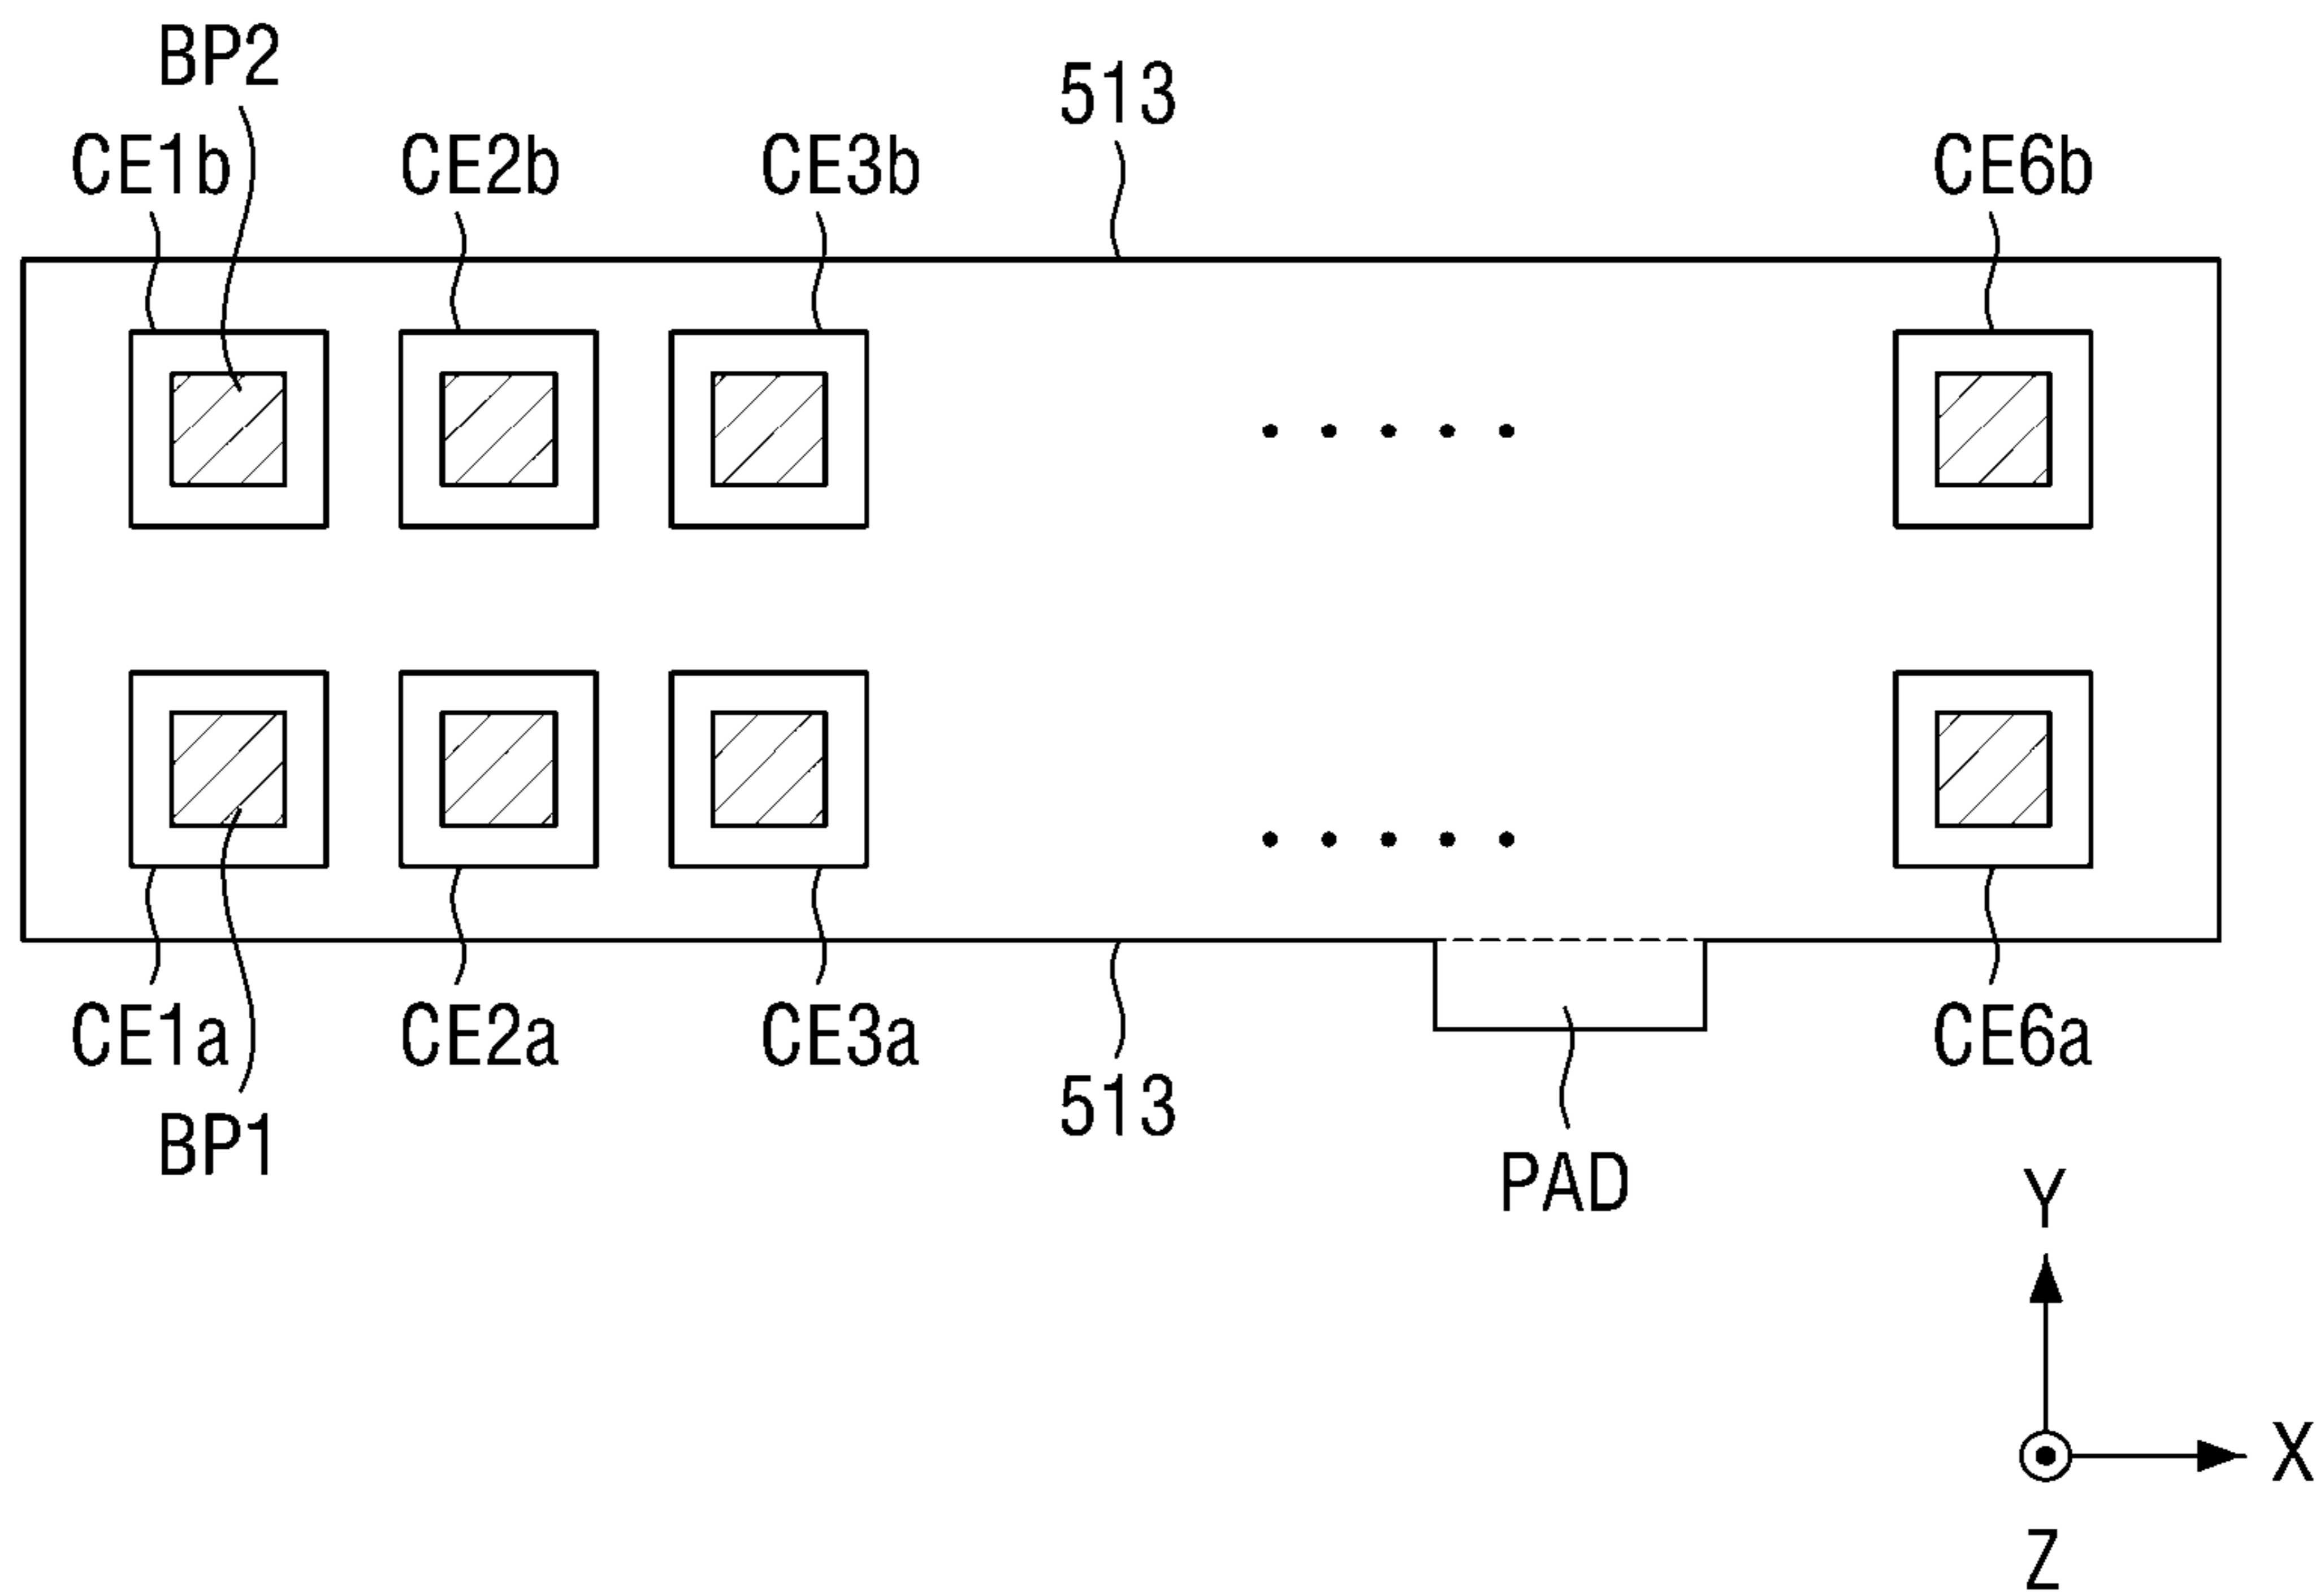 BP2
513
CE1b CE2b CE3b CE6b
CE1a CE2a CE3a CE6a
513
BP1
PAD
Y
X
Z